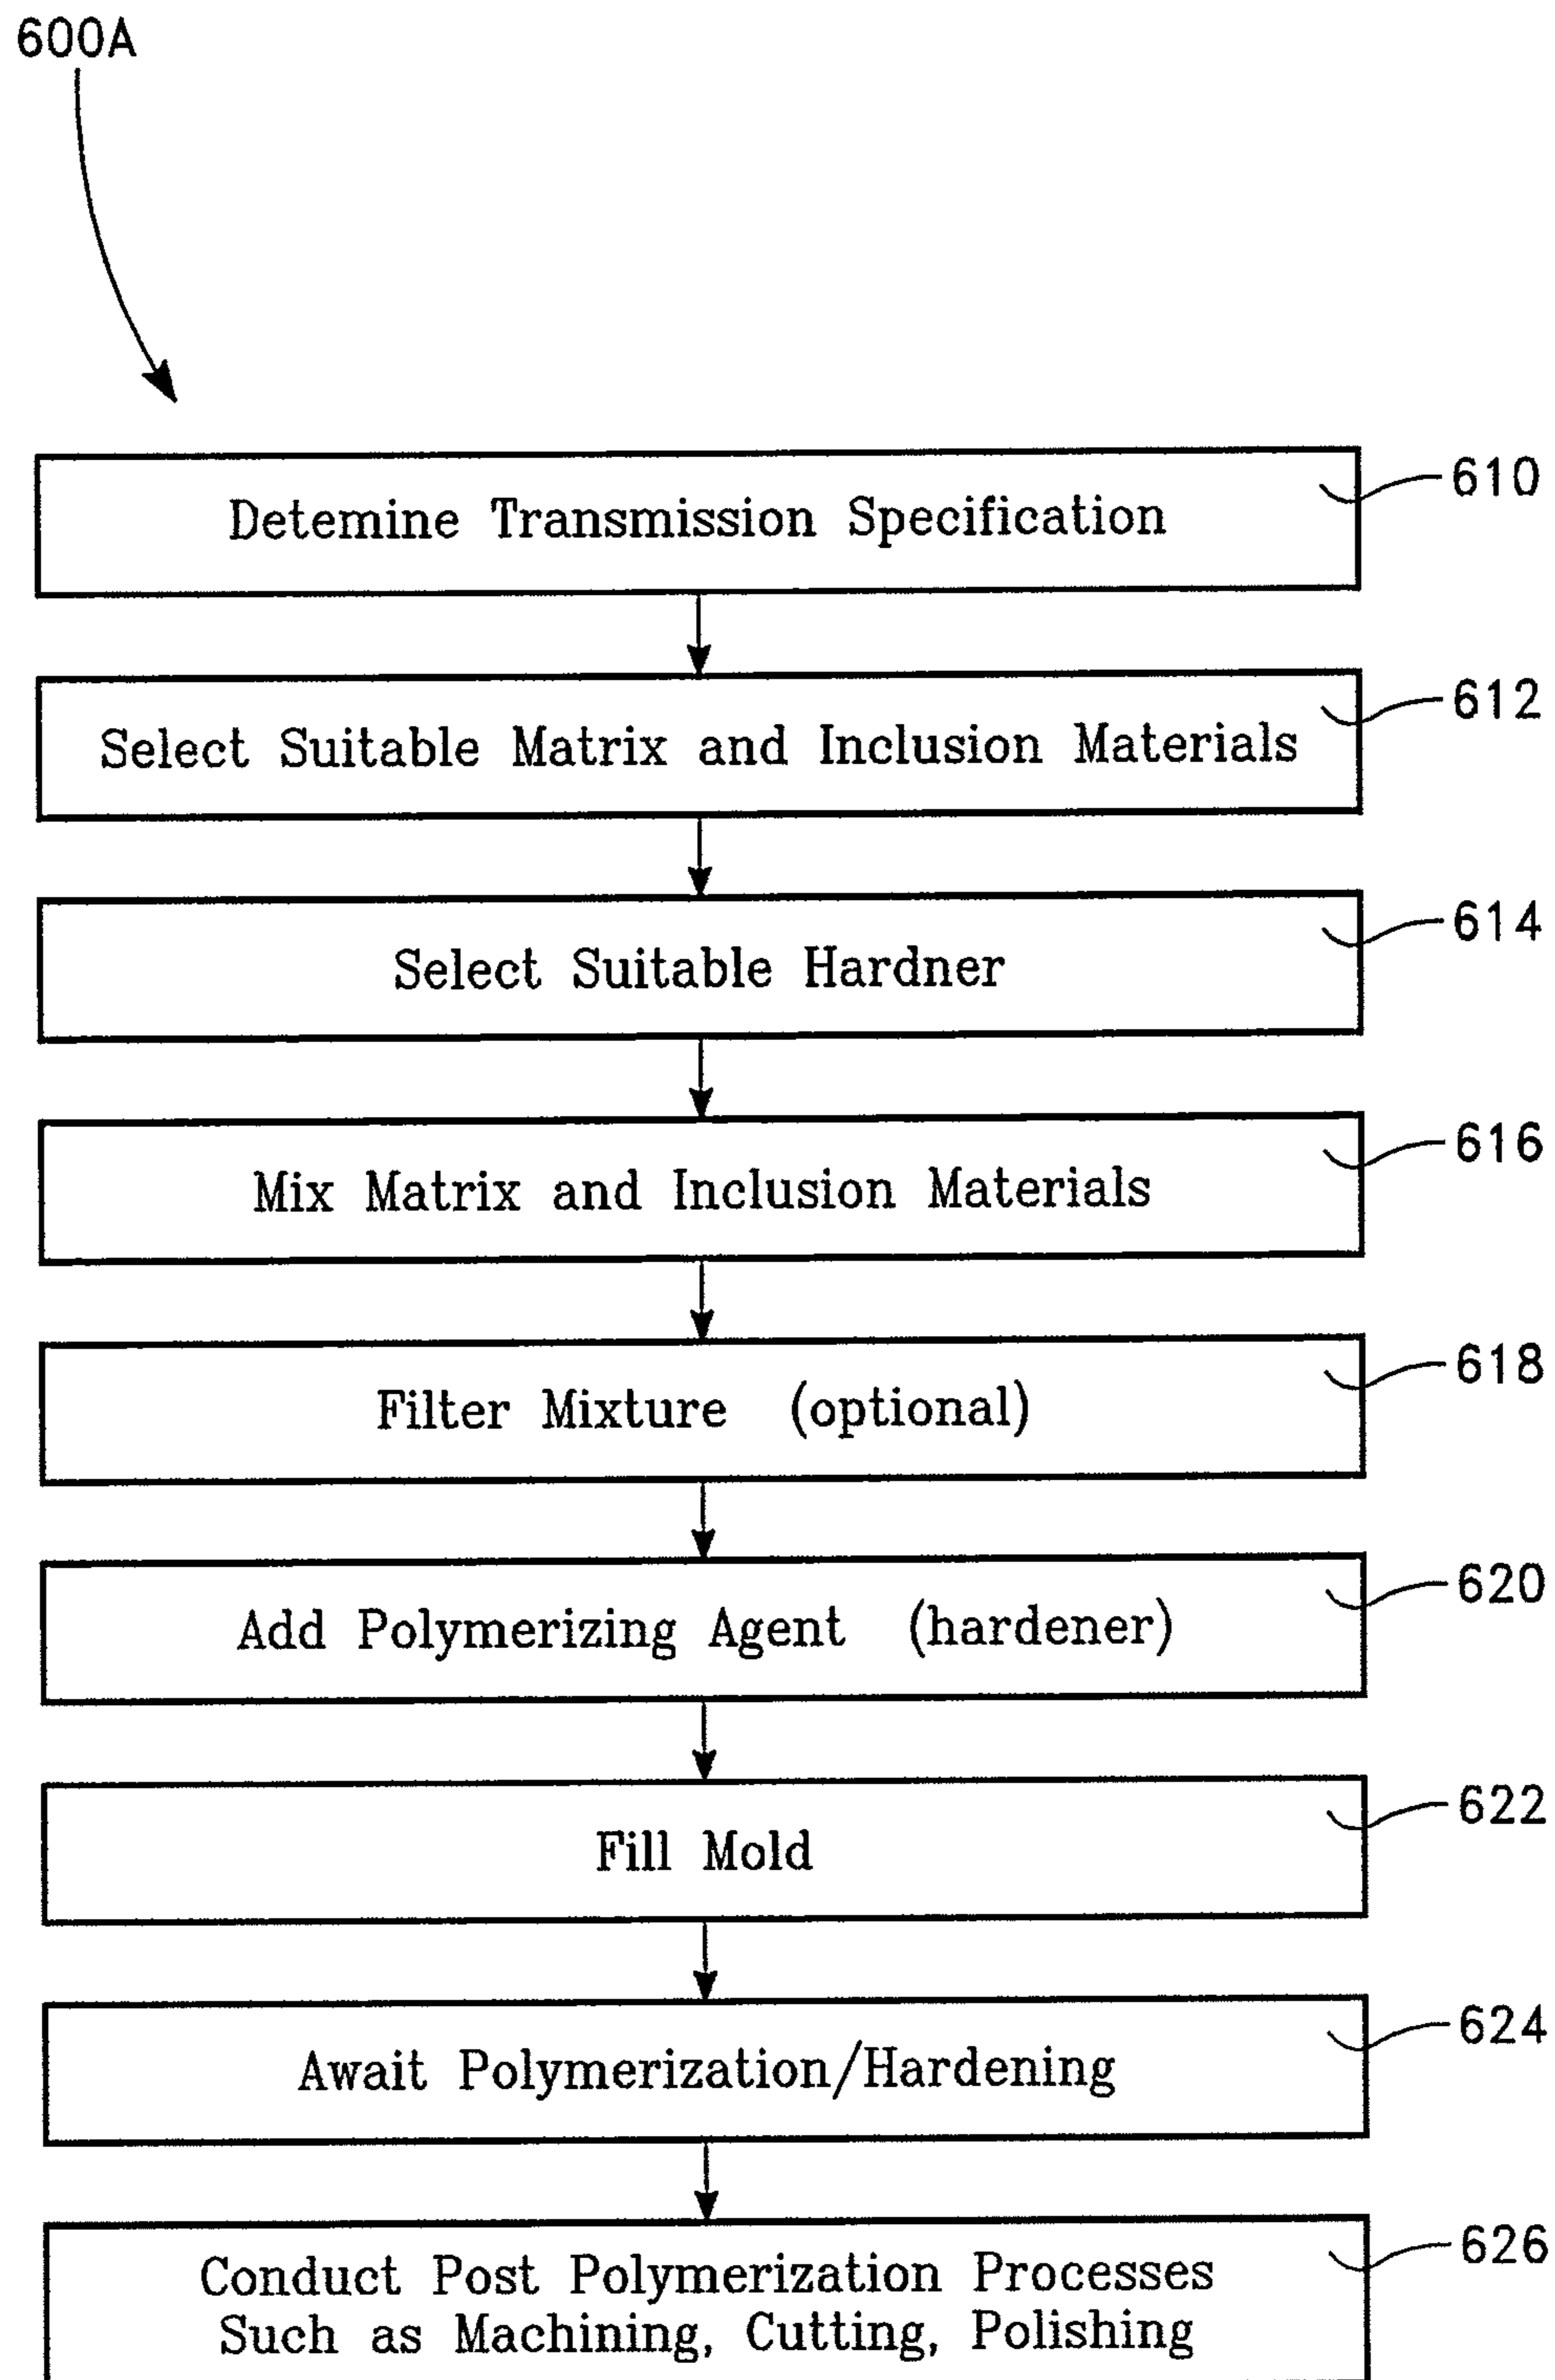 600A
Detemine Transmission Specification
610
Select Suitable Matrix and Inclusion Materials
612
Select Suitable Hardner
614
Mix Matrix and Inclusion Materials
616
Filter Mixture (optional)
618
Add Polymerizing Agent (hardener)
620
Fill Mold
622
Await Polymerization/Hardening
624
Conduct Post Polymerization Processes
Such as Machining, Cutting, Polishing
626